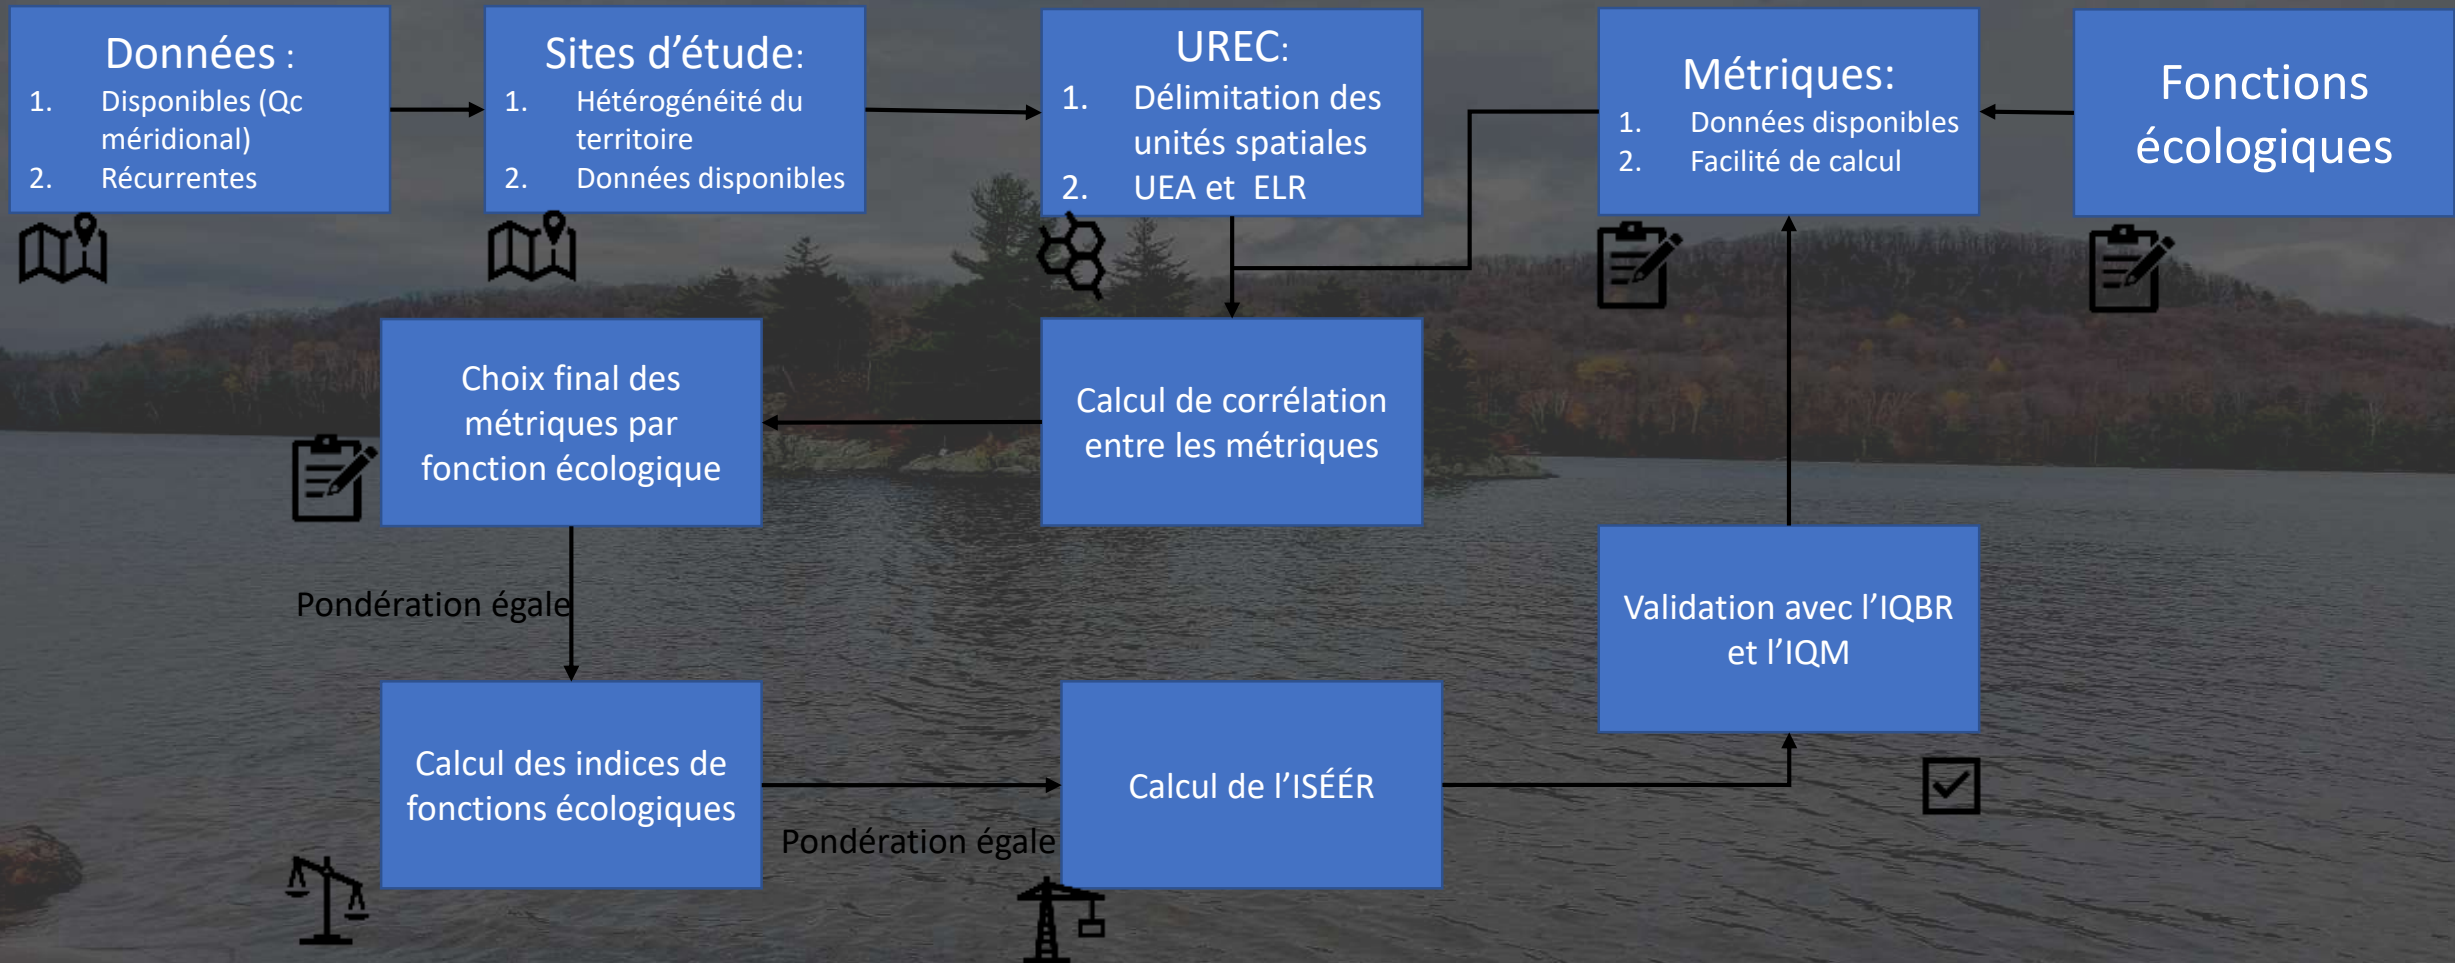 Données :
1. Disponibles (Qc
méridional)
2. Récurrentes
Sites d'étude:
1. Hétérogénéité du
territoire
2. Données disponibles
UREC:
1. Délimitation des
unités spatiales
2. UEA et ELR
Métriques:
1. Données disponibles
2. Facilité de calcul
Fonctions
écologiques
Choix final des
métriques par
fonction écologique
Calcul de corrélation
entre les métriques
Pondération égale
Validation avec l'IQBR
et l'IQM
Calcul des indices de
fonctions écologiques
Pondération égale
Calcul de l'ISÉÉR